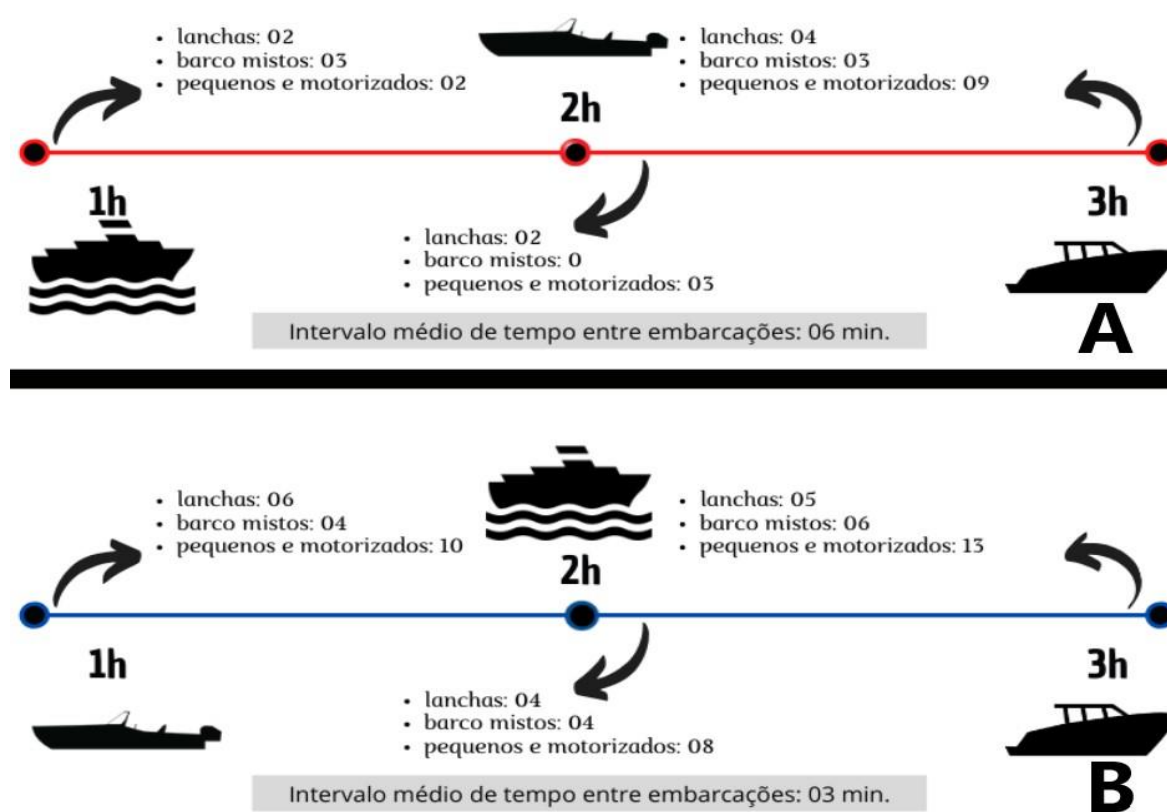 • lanchas: 02
• barco mistos: 03
• pequenos e motorizados: 02
• lanchas: 04
• barco mistos: 03
• pequenos e motorizados: 09
2h
1h
3h
• lanchas: 02
• barco mistos: 0
• pequenos e motorizados: 03
Intervalo médio de tempo entre embarcações: 06 min.
A
• lanchas: 06
• barco mistos: 04
• pequenos e motorizados: 10
• lanchas: 05
• barco mistos: 06
• pequenos e motorizados: 13
2h
1h
3h
• lanchas: 04
• barco mistos: 04
• pequenos e motorizados: 08
Intervalo médio de tempo entre embarcações: 03 min.
B